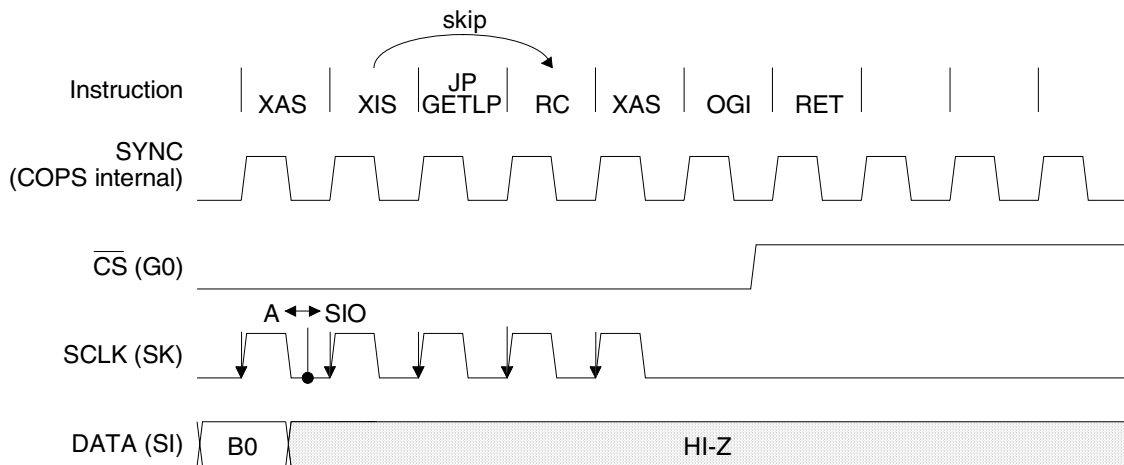 skip
Instruction
XAS XIS JP GETLP RC XAS OGI RET
SYNC
(COPS internal)
CS (G0)
A SIO
SCLK (SK)
DATA (SI) B0 HI-Z